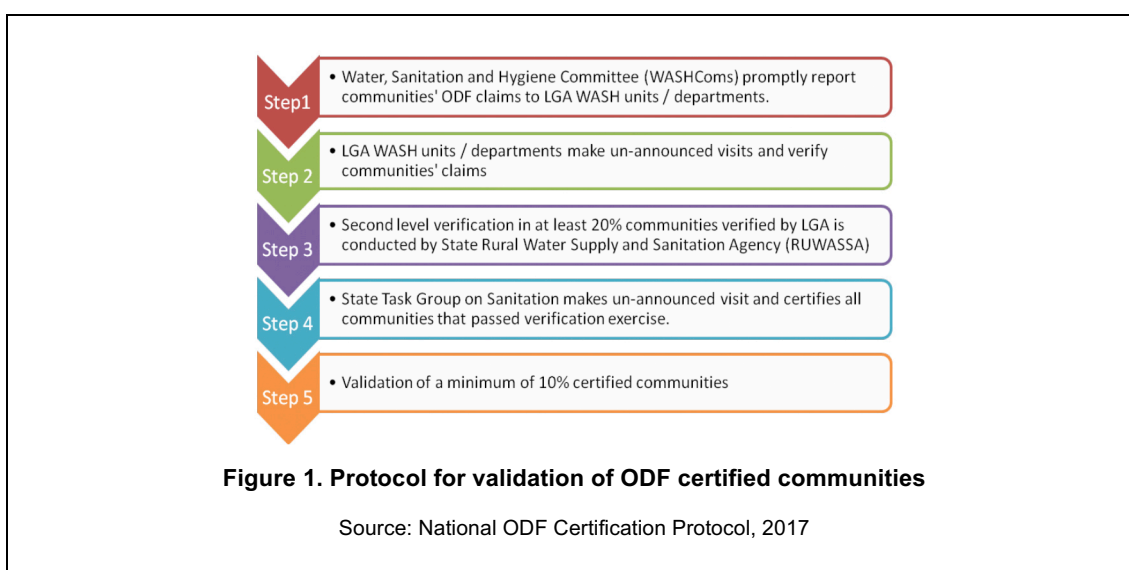 Step1
• Water, Sanitation and Hygiene Committee (WASHComs) promptly report
communities' ODF claims to LGA WASH units / departments.
Step 2
• LGA WASH units / departments make un-announced visits and verify
communities' claims
Step 3
• Second level verification in at least 20% communities verified by LGA is
conducted by State Rural Water Supply and Sanitation Agency (RUWASSA)
Step 4
• State Task Group on Sanitation makes un-announced visit and certifies all
communities that passed verification exercise.
Step 5
• Validation of a minimum of 10% certified communities
Figure 1. Protocol for validation of ODF certified communities
Source: National ODF Certification Protocol, 2017